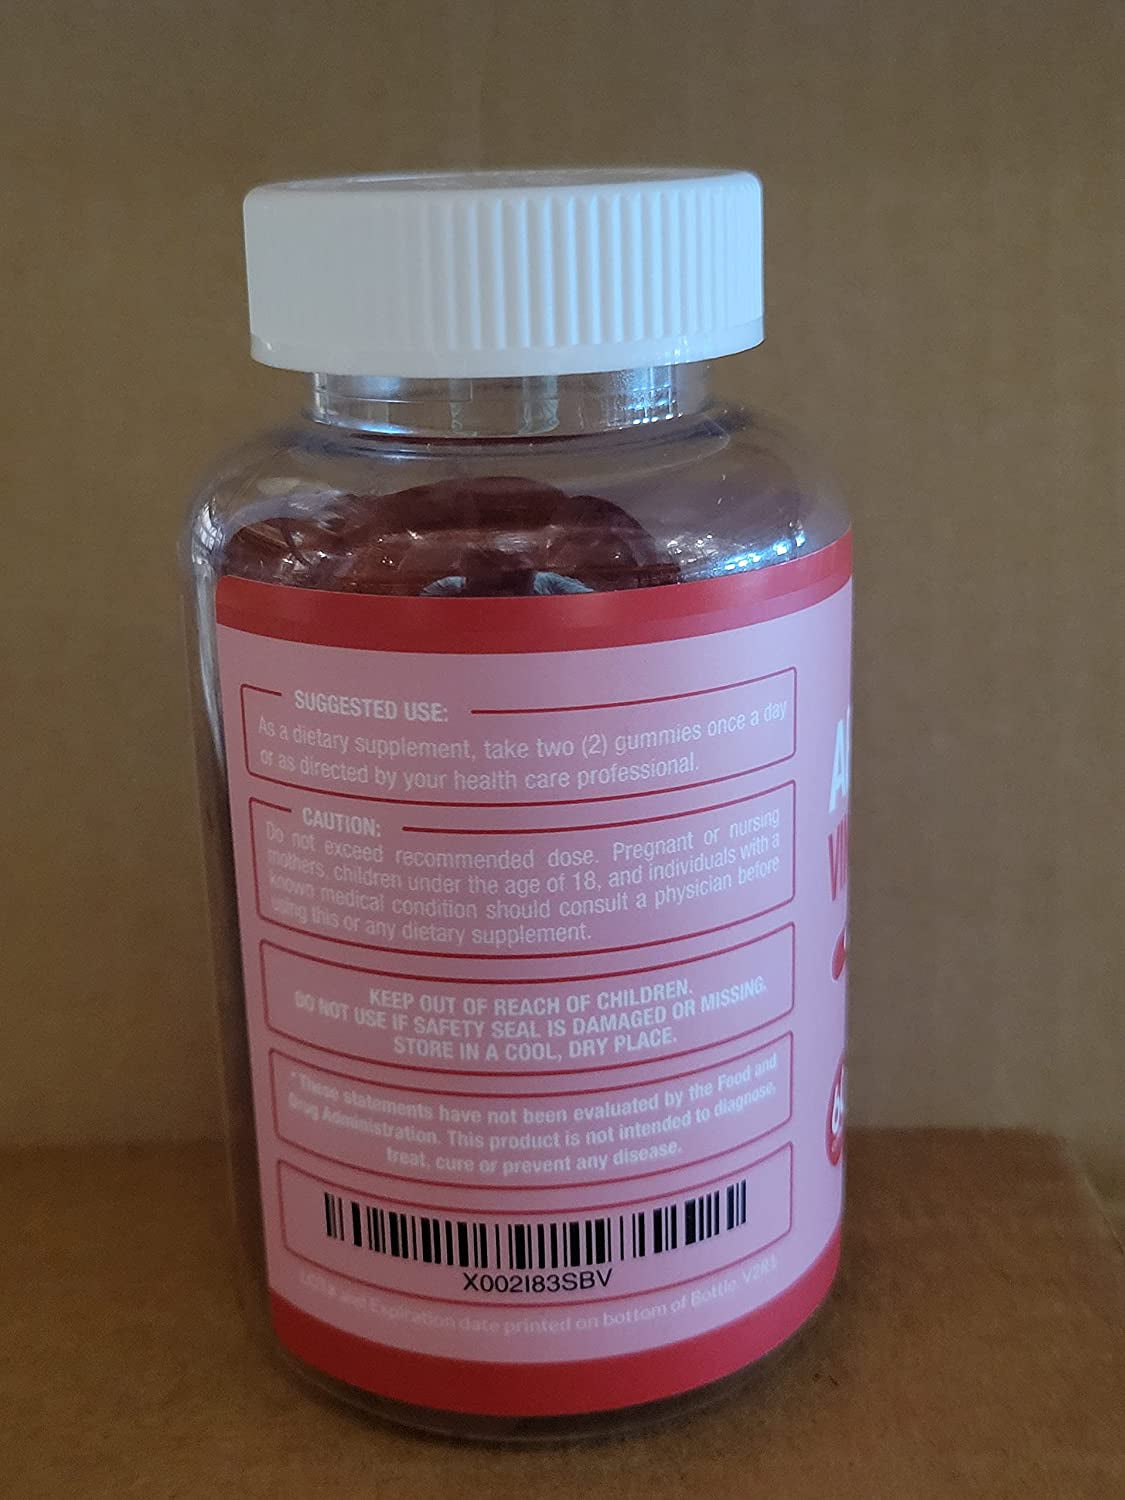 SUGGESTED USE:
As a dietary supplement, take two (2) gummies once a day
or as directed by your health care professional.
CAUTION:
Do not exceed recommended dose. Pregnant or nursing
mothers, children under the age of 18, and individuals with a
known medical condition should consult a physician before
using this or any dietary supplement.
KEEP OUT OF REACH OF CHILDREN.
DO NOT USE IF SAFETY SEAL IS DAMAGED OR MISSING.
STORE IN A COOL, DRY PLACE.
*These statements have not been evaluated by the Food and
Drug Administration. This product is not intended to diagnose,
treat, cure or prevent any disease.
X002I83SBV
and Expiration date printed on bottom of Bottle.
A
VIN